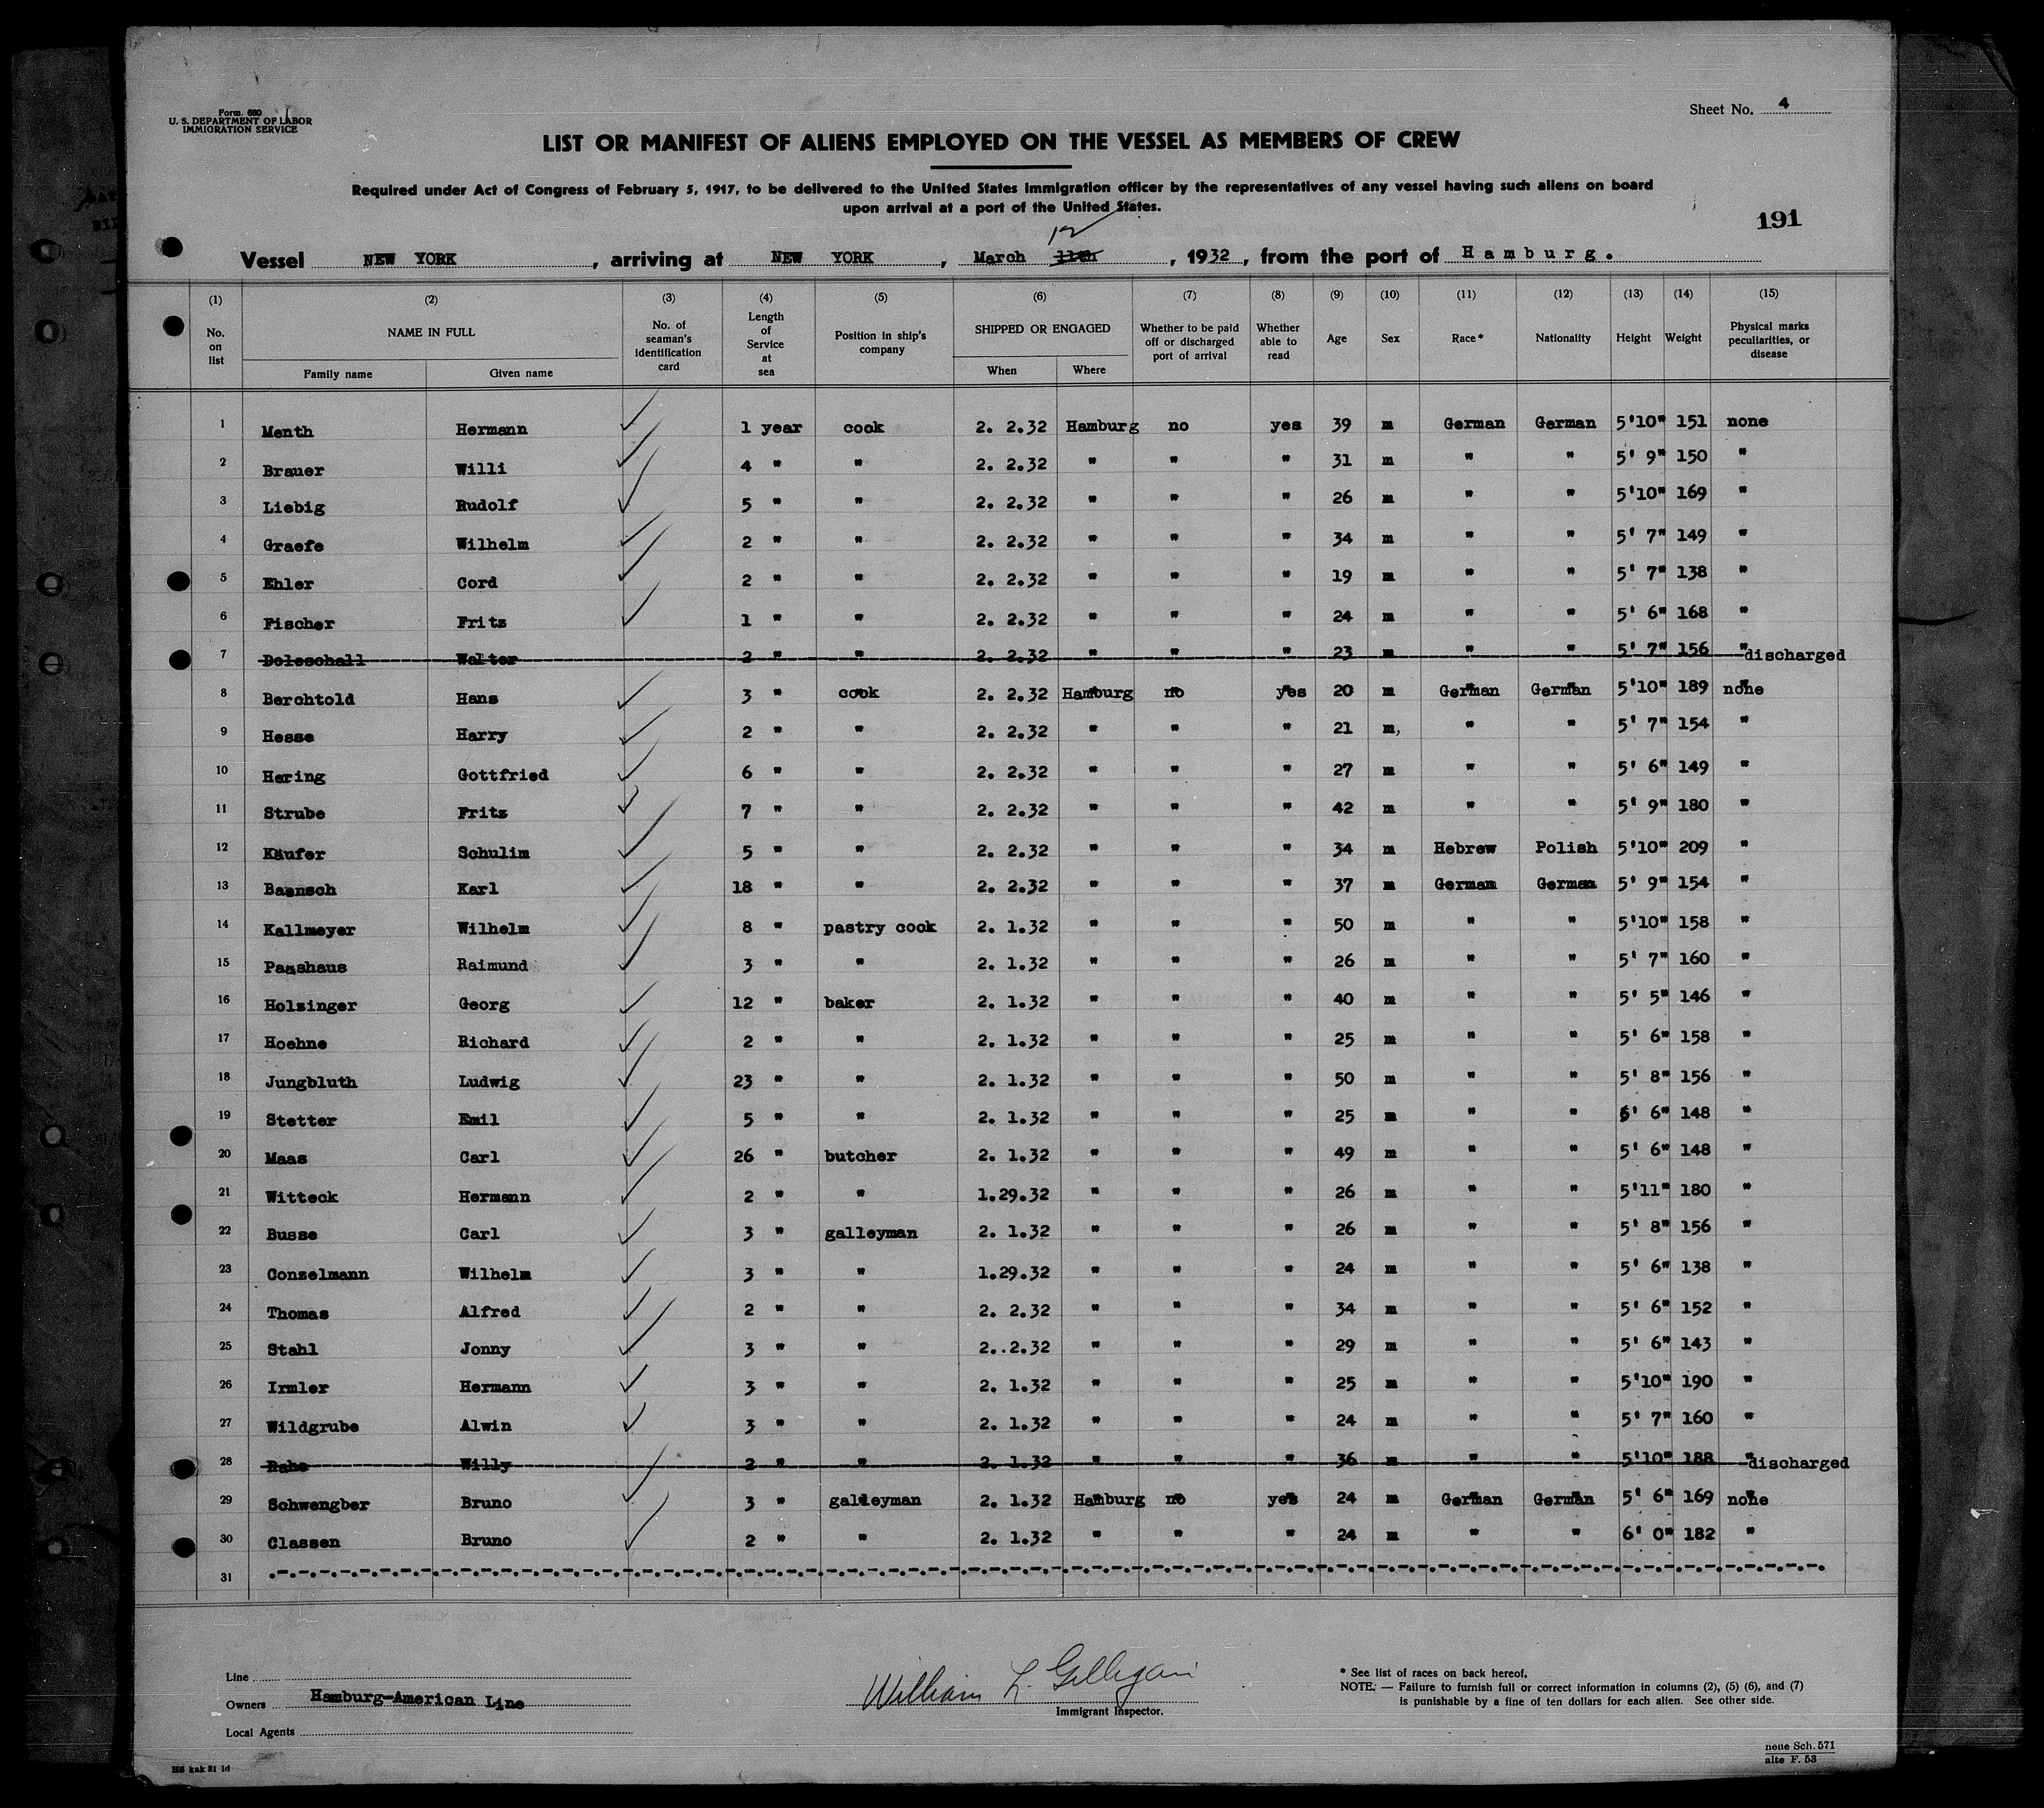 Form. 680
U. S. DEPARTMENT OF LABOR
IMMIGRATION SERVICE
Sheet No. 4
LIST OR MANIFEST OF ALIENS EMPLOYED ON THE VESSEL AS MEMBERS OF CREW
Required under Act of Congress of February 5, 1917, to be delivered to the United States Immigration officer by the representatives of any vessel having such aliens on board
upon arrival at a port of the United States.
191
12
Vessel NEW YORK, arriving at NEW YORK, March 11th, 1932, from the port of Hamburg.
(1) (2) (3) (4) (5) (6) (7) (8) (9) (10) (11) (12) (13) (14) (15)
No. on list NAME IN FULL Family name Given name No. of seaman's identification card Length of Service at sea Position in ship's company SHIPPED OR ENGAGED When Where Whether to be paid off or discharged port of arrival Whether able to read Age Sex Race* Nationality Height Weight Physical marks peculiarities, or disease
1 Menth Hermann 1 year cook 2. 2.32 Hamburg no yes 39 m German German 5'10" 151 none
2 Brauer Willi 4 " " 2. 2.32 " " " 31 m " " 5' 9" 150 "
3 Liebig Rudolf 5 " " 2. 2.32 " " " 26 m " " 5'10" 169 "
4 Graefe Wilhelm 2 " " 2. 2.32 " " " 34 m " " 5' 7" 149 "
5 Ehler Cord 2 " " 2. 2.32 " " " 19 m " " 5' 7" 138 "
6 Fischer Fritz 1 " " 2. 2.32 " " " 24 m " " 5' 6" 168 "
7 Doleschall Walter 2 " " 2. 2.32 " " " 23 m " " 5' 7" 156 " discharged
8 Berchtold Hans 3 " cook 2. 2.32 Hamburg no yes 20 m German German 5'10" 189 none
9 Hesse Harry 2 " " 2. 2.32 " " " 21 m, " " 5' 7" 154 "
10 Hering Gottfried 6 " " 2. 2.32 " " " 27 m " " 5' 6" 149 "
11 Strube Fritz 7 " " 2. 2.32 " " " 42 m " " 5' 9" 180 "
12 Käufer Schulim 5 " " 2. 2.32 " " " 34 m Hebrew Polish 5'10" 209 "
13 Baensch Karl 18 " " 2. 2.32 " " " 37 m German German 5' 9" 154 "
14 Kallmeyer Wilhelm 8 " pastry cook 2. 1.32 " " " 50 m " " 5'10" 158 "
15 Paashaus Raimund 3 " " 2. 1.32 " " " 26 m " " 5' 7" 160 "
16 Holzinger Georg 12 " baker 2. 1.32 " " " 40 m " " 5' 5" 146 "
17 Hoehne Richard 2 " " 2. 1.32 " " " 25 m " " 5' 6" 158 "
18 Jungbluth Ludwig 23 " " 2. 1.32 " " " 50 m " " 5' 8" 156 "
19 Stetter Emil 5 " " 2. 1.32 " " " 25 m " " 5' 6" 148 "
20 Maas Carl 26 " butcher 2. 1.32 " " " 49 m " " 5' 6" 148 "
21 Witteck Hermann 2 " " 1.29.32 " " " 26 m " " 5'11" 180 "
22 Busse Carl 3 " galleyman 2. 1.32 " " " 26 m " " 5' 8" 156 "
23 Conzelmann Wilhelm 3 " " 1.29.32 " " " 24 m " " 5' 6" 138 "
24 Thomas Alfred 2 " " 2. 2.32 " " " 34 m " " 5' 6" 152 "
25 Stahl Jonny 3 " " 2..2.32 " " " 29 m " " 5' 6" 143 "
26 Irmler Hermann 3 " " 2. 1.32 " " " 25 m " " 5'10" 190 "
27 Wildgrube Alwin 3 " " 2. 1.32 " " " 24 m " " 5' 7" 160 "
28 Rabe Willy 2 " " 2. 1.32 " " " 36 m " " 5'10" 188 " discharged
29 Schwengber Bruno 3 " galleyman 2. 1.32 Hamburg no yes 24 m German German 5' 6" 169 none
30 Classen Bruno 2 " " 2. 1.32 " " " 24 m " " 6' 0" 182 "
31
Line
Owners Hamburg-American Line
Local Agents
William L. Gilligan
Immigrant Inspector.
* See list of races on back hereof.
NOTE: — Failure to furnish full or correct information in columns (2), (5) (6), and (7)
is punishable by a fine of ten dollars for each alien. See other side.
neue Sch. 571
alte F. 53
HS kak 31 1d